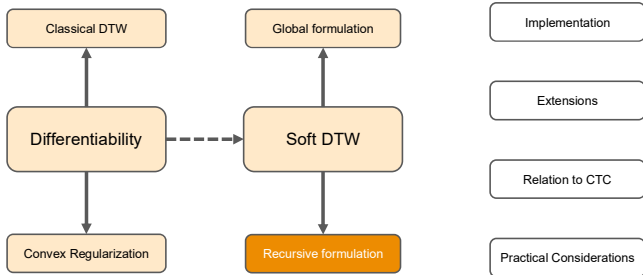 Classical DTW
Global formulation
Implementation
Differentiability
Soft DTW
Extensions
Relation to CTC
Convex Regularization
Recursive formulation
Practical Considerations